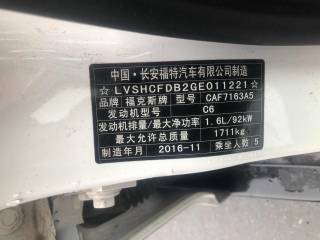 中国·长安福特汽车有限公司制造
☆LVSHCFDB2GE011221☆
品牌 福克斯牌 型号 CAF7163A5
发动机型号 C6
发动机排量/最大净功率 1.6L/92kW
最大允许总质量 1711kg
制造年月 2016-11 乘坐人数 5